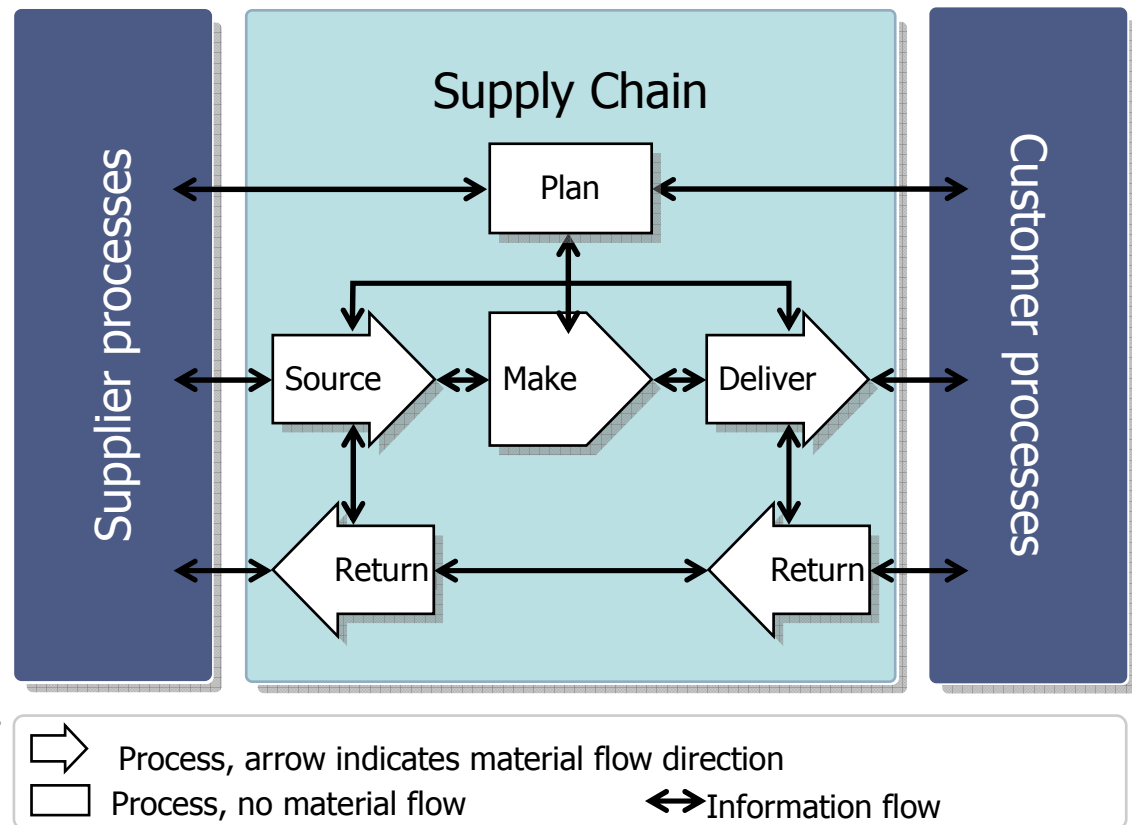 Supply Chain
Supplier processes
Customer processes
Plan
Source
Make
Deliver
Return
Return
Process, arrow indicates material flow direction
Process, no material flow
Information flow